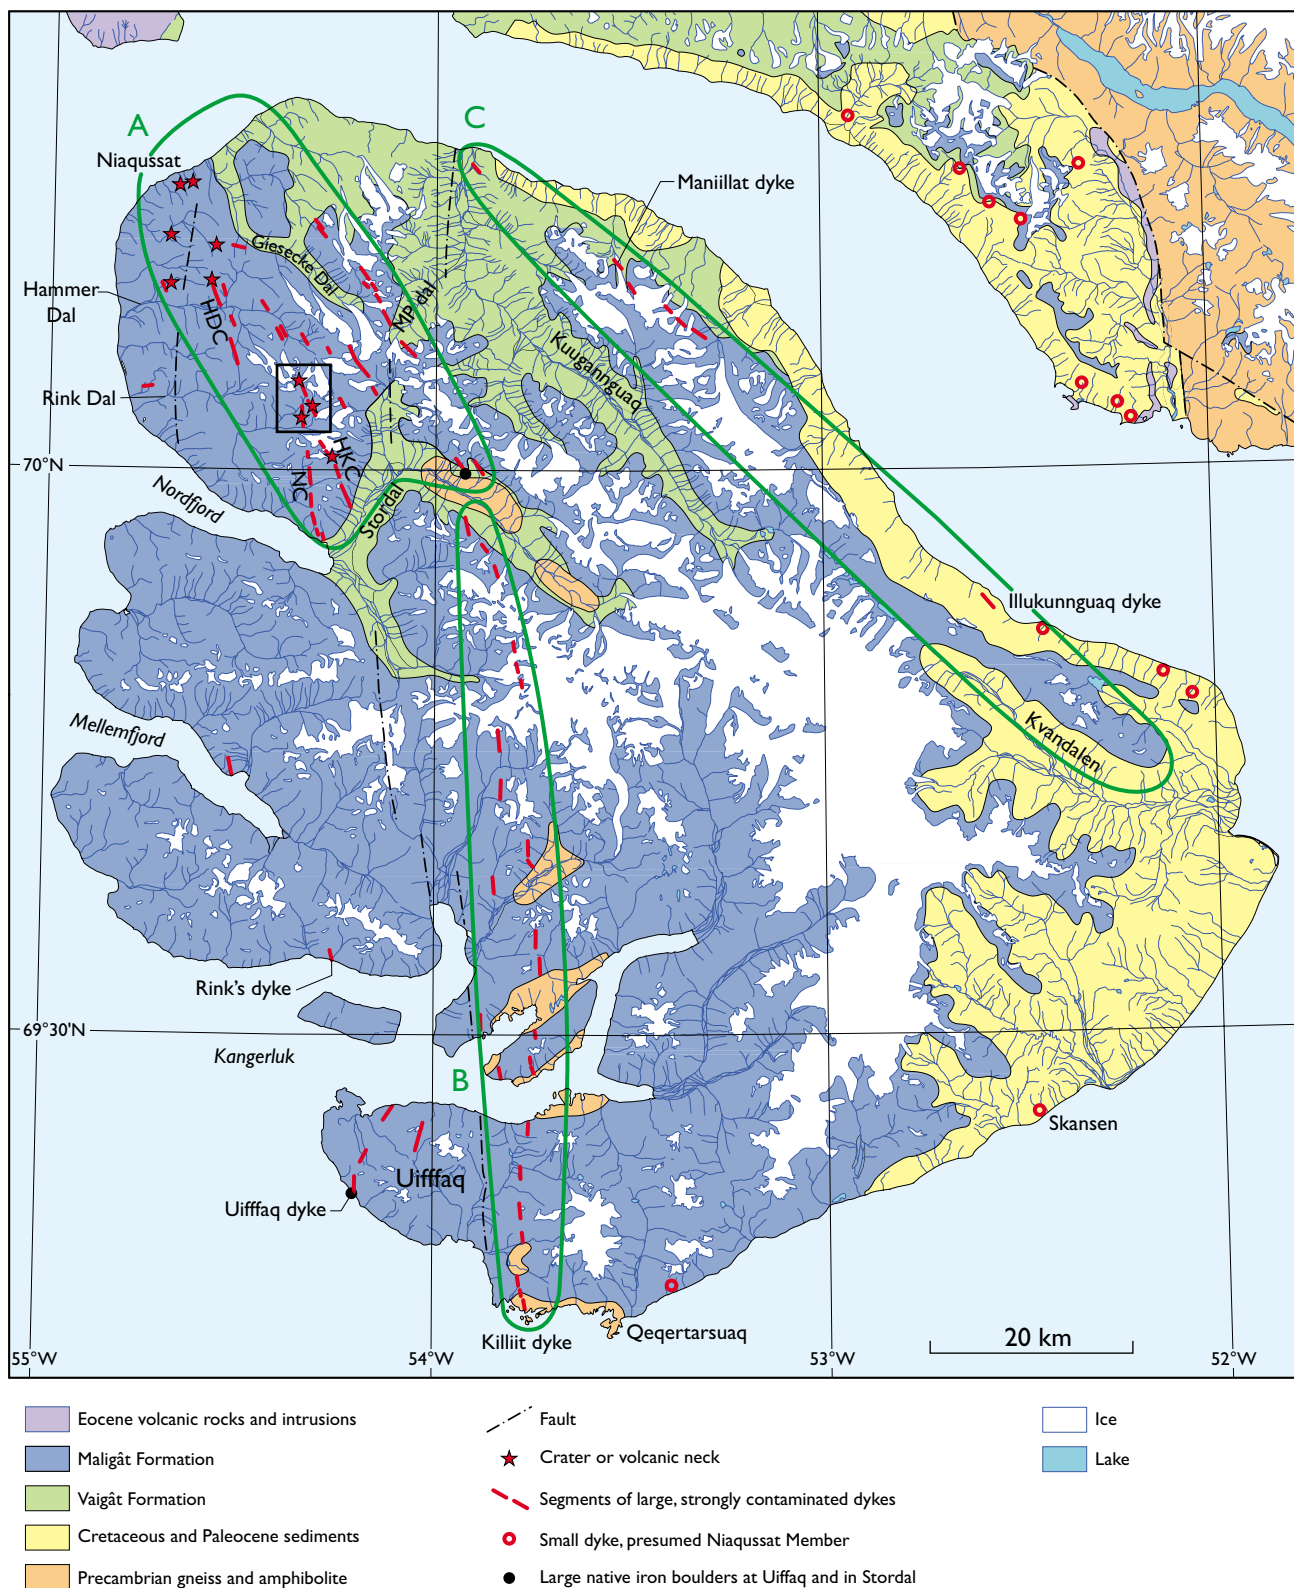 A
C
Niaqussat
Maniillat dyke
Giesecke Dal
Hammer
Dal
HDC
MP dal
Kuugannguaq
Rink Dal
70°N
HKC
NC
Stordal
Nordfjord
Illukunnguaq dyke
Mellemfjord
Kvandalen
Rink's dyke
69°30'N
Kangerluk
B
Skansen
Uifffaq
Uifffaq dyke
Killiit dyke
Qeqertarsuaq
20 km
55°W
54°W
53°W
52°W
Eocene volcanic rocks and intrusions
Maligât Formation
Vaigât Formation
Cretaceous and Paleocene sediments
Precambrian gneiss and amphibolite
Fault
Crater or volcanic neck
Segments of large, strongly contaminated dykes
Small dyke, presumed Niaqussat Member
Large native iron boulders at Uiffaq and in Stordal
Ice
Lake